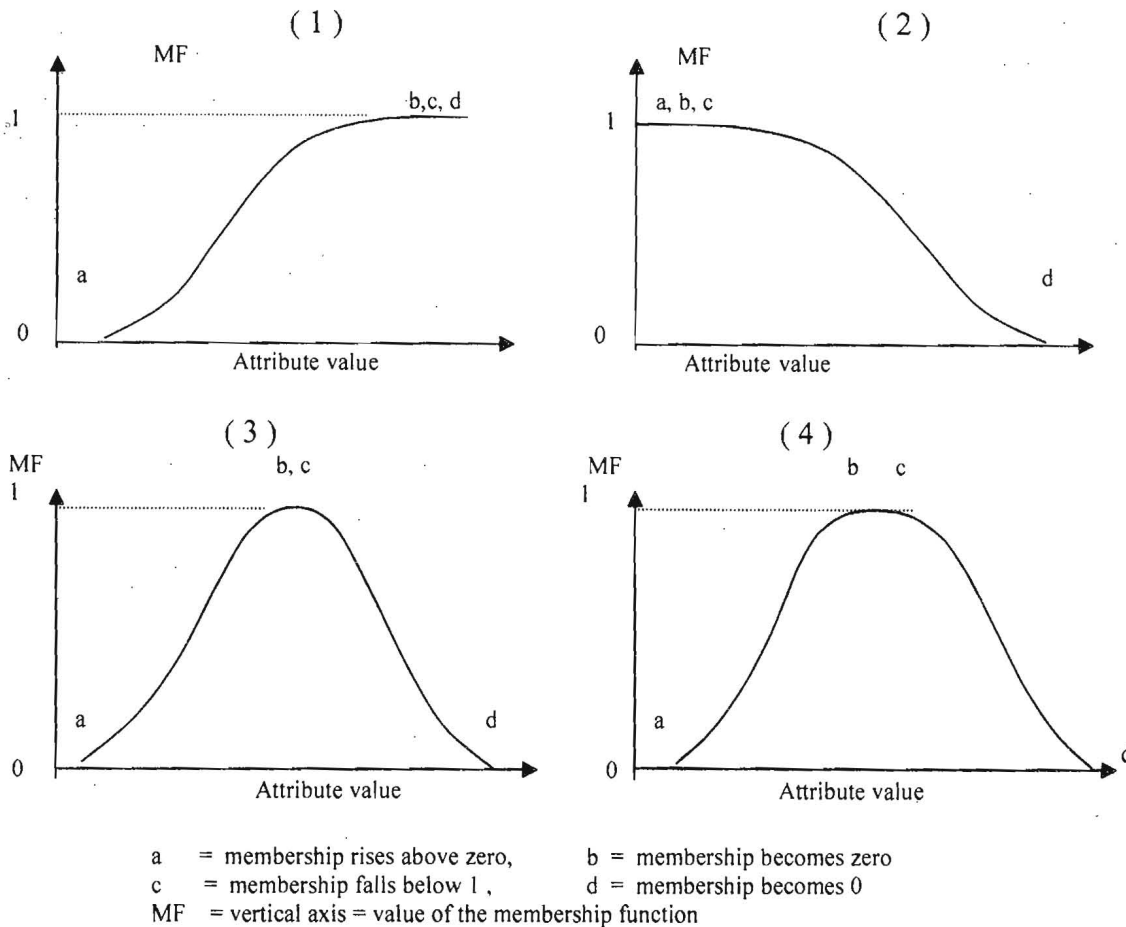 ( 1 )
MF
1
b,c, d
a
0
Attribute value
( 2 )
MF
a, b, c
1
d
0
Attribute value
( 3 )
MF
b, c
1
a
d
0
Attribute value
( 4 )
MF
b c
1
a
0
Attribute value
a = membership rises above zero, b = membership becomes zero
c = membership falls below 1 , d = membership becomes 0
MF = vertical axis = value of the membership function